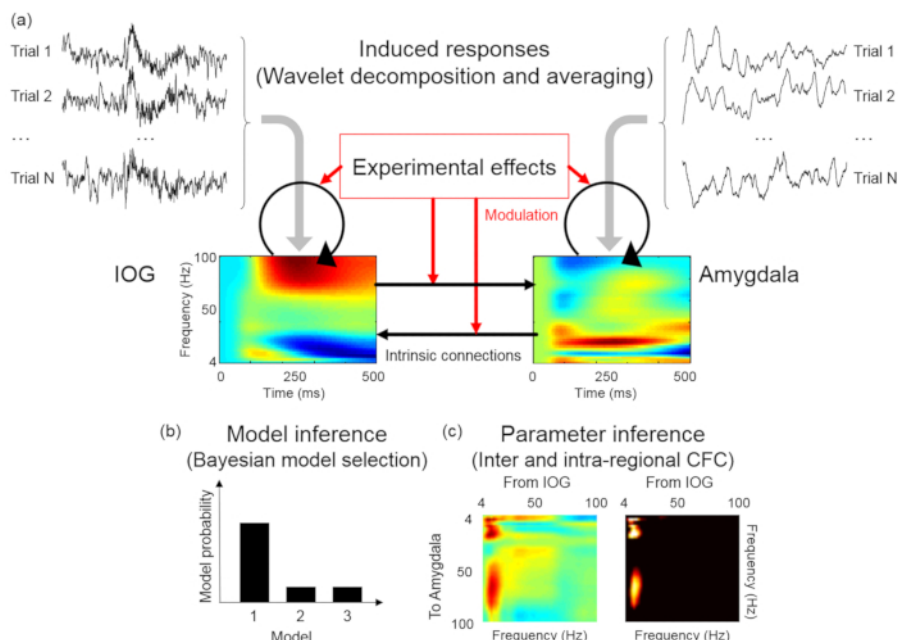 (a)
Trial 1
Trial 2
...
Trial N
Induced responses
(Wavelet decomposition and averaging)
...
Trial 1
Trial 2
...
Trial N
...
Experimental effects
Modulation
IOG
Frequency (Hz)
100
50
4
0
250
500
Time (ms)
Intrinsic connections
Amygdala
0
250
500
Time (ms)
(b)
Model inference
(Bayesian model selection)
Model probability
1
2
3
Model
(c)
Parameter inference
(Inter and intra-regional CFC)
From IOG
4
50
100
To Amygdala
4
50
100
Frequency (Hz)
From IOG
4
50
100
Frequency (Hz)
Frequency (Hz)